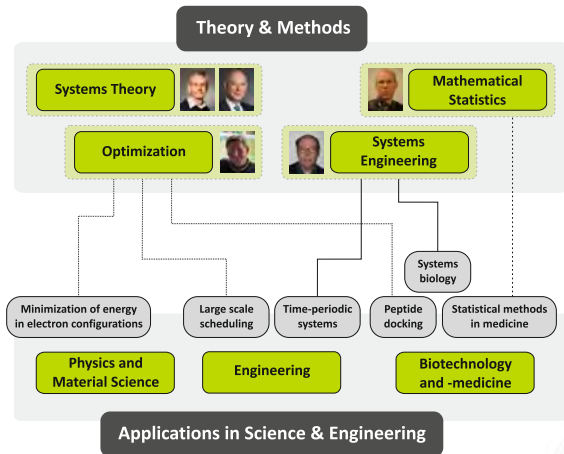 Theory & Methods
Systems Theory
Mathematical
Statistics
Optimization
Systems
Engineering
Systems
biology
Minimization of energy
in electron configurations
Large scale
scheduling
Time-periodic
systems
Peptide
docking
Statistical methods
in medicine
Physics and
Material Science
Engineering
Biotechnology
and -medicine
Applications in Science & Engineering